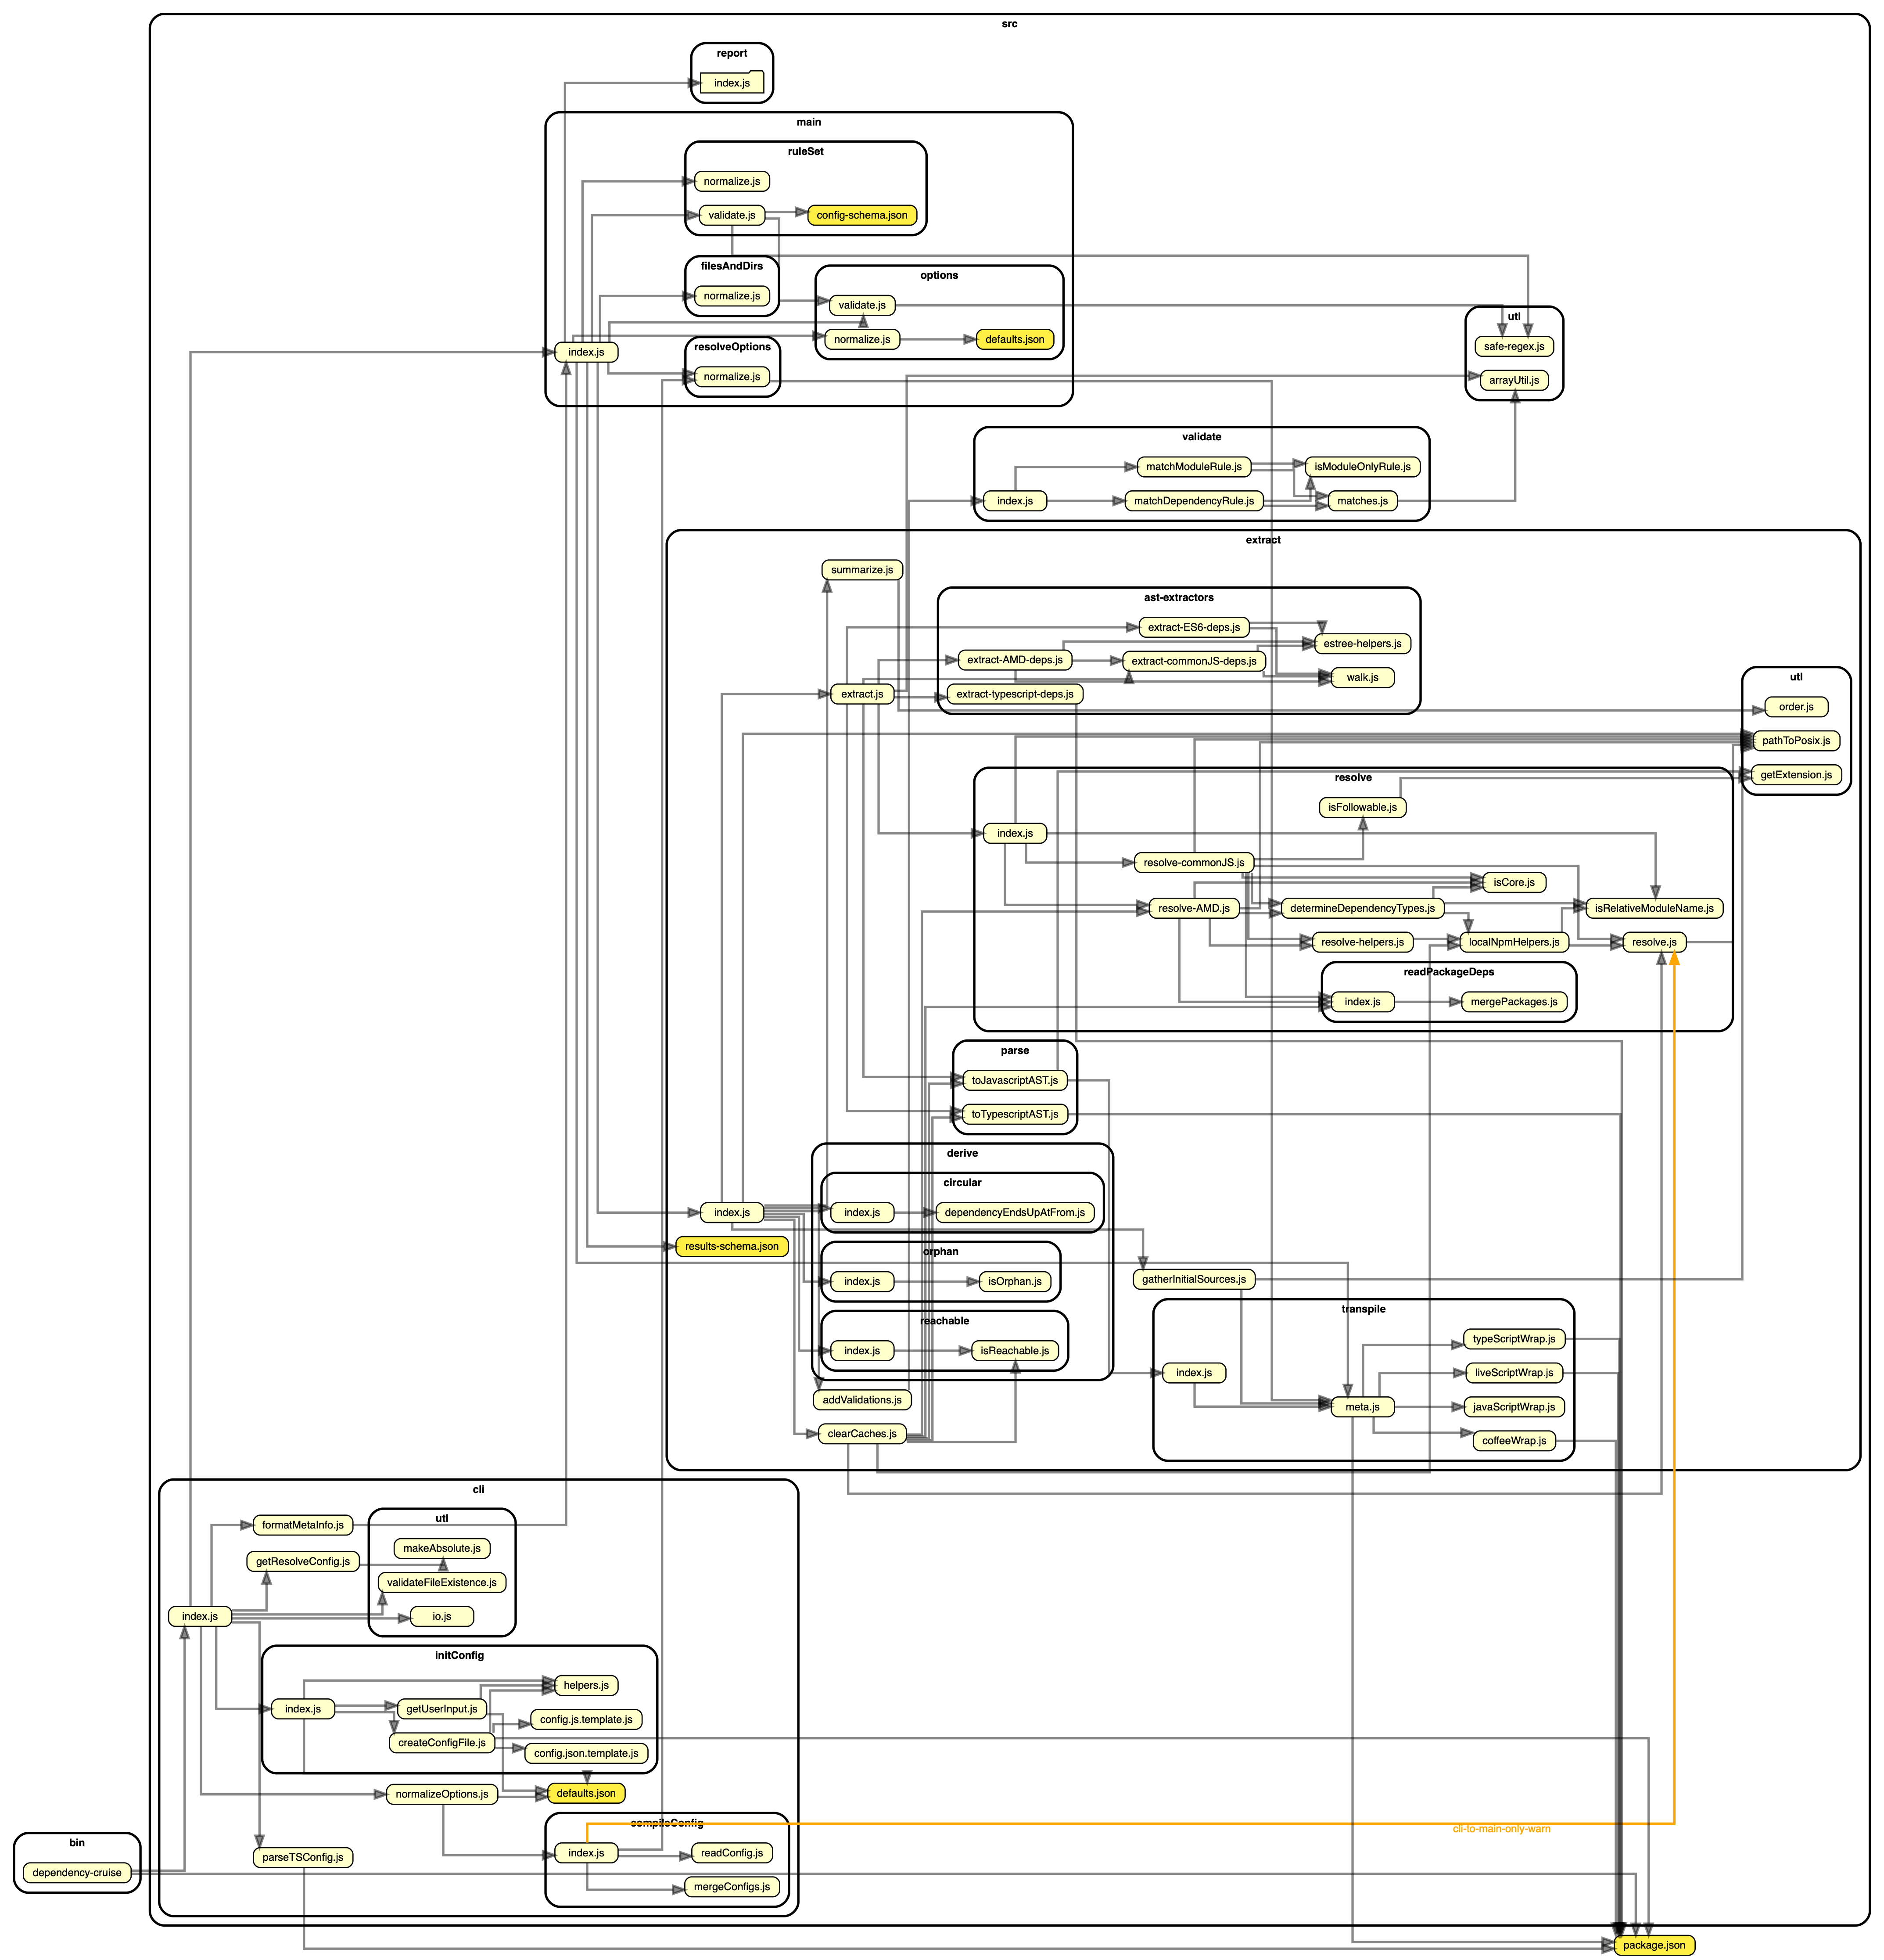 src
report
index.js
main
ruleSet
normalize.js
validate.js
config-schema.json
filesAndDirs
normalize.js
options
validate.js
normalize.js
defaults.json
index.js
resolveOptions
normalize.js
utl
safe-regex.js
arrayUtil.js
validate
matchModuleRule.js
isModuleOnlyRule.js
index.js
matchDependencyRule.js
matches.js
extract
summarize.js
ast-extractors
extract-ES6-deps.js
estree-helpers.js
extract-AMD-deps.js
extract-commonJS-deps.js
walk.js
extract.js
extract-typescript-deps.js
utl
order.js
pathToPosix.js
getExtension.js
resolve
isFollowable.js
index.js
resolve-commonJS.js
isCore.js
resolve-AMD.js
determineDependencyTypes.js
isRelativeModuleName.js
resolve-helpers.js
localNpmHelpers.js
resolve.js
readPackageDeps
index.js
mergePackages.js
parse
toJavascriptAST.js
toTypescriptAST.js
derive
circular
index.js
index.js
dependencyEndsUpAtFrom.js
results-schema.json
orphan
index.js
isOrphan.js
gatherInitialSources.js
reachable
index.js
isReachable.js
transpile
typeScriptWrap.js
index.js
liveScriptWrap.js
meta.js
javaScriptWrap.js
coffeeWrap.js
addValidations.js
clearCaches.js
cli
formatMetaInfo.js
utl
makeAbsolute.js
getResolveConfig.js
validateFileExistence.js
index.js
io.js
initConfig
helpers.js
index.js
getUserInput.js
config.js.template.js
createConfigFile.js
config.json.template.js
normalizeOptions.js
defaults.json
compileConfig
cli-to-main-only-warn
bin
index.js
readConfig.js
parseTSConfig.js
dependency-cruise
mergeConfigs.js
package.json